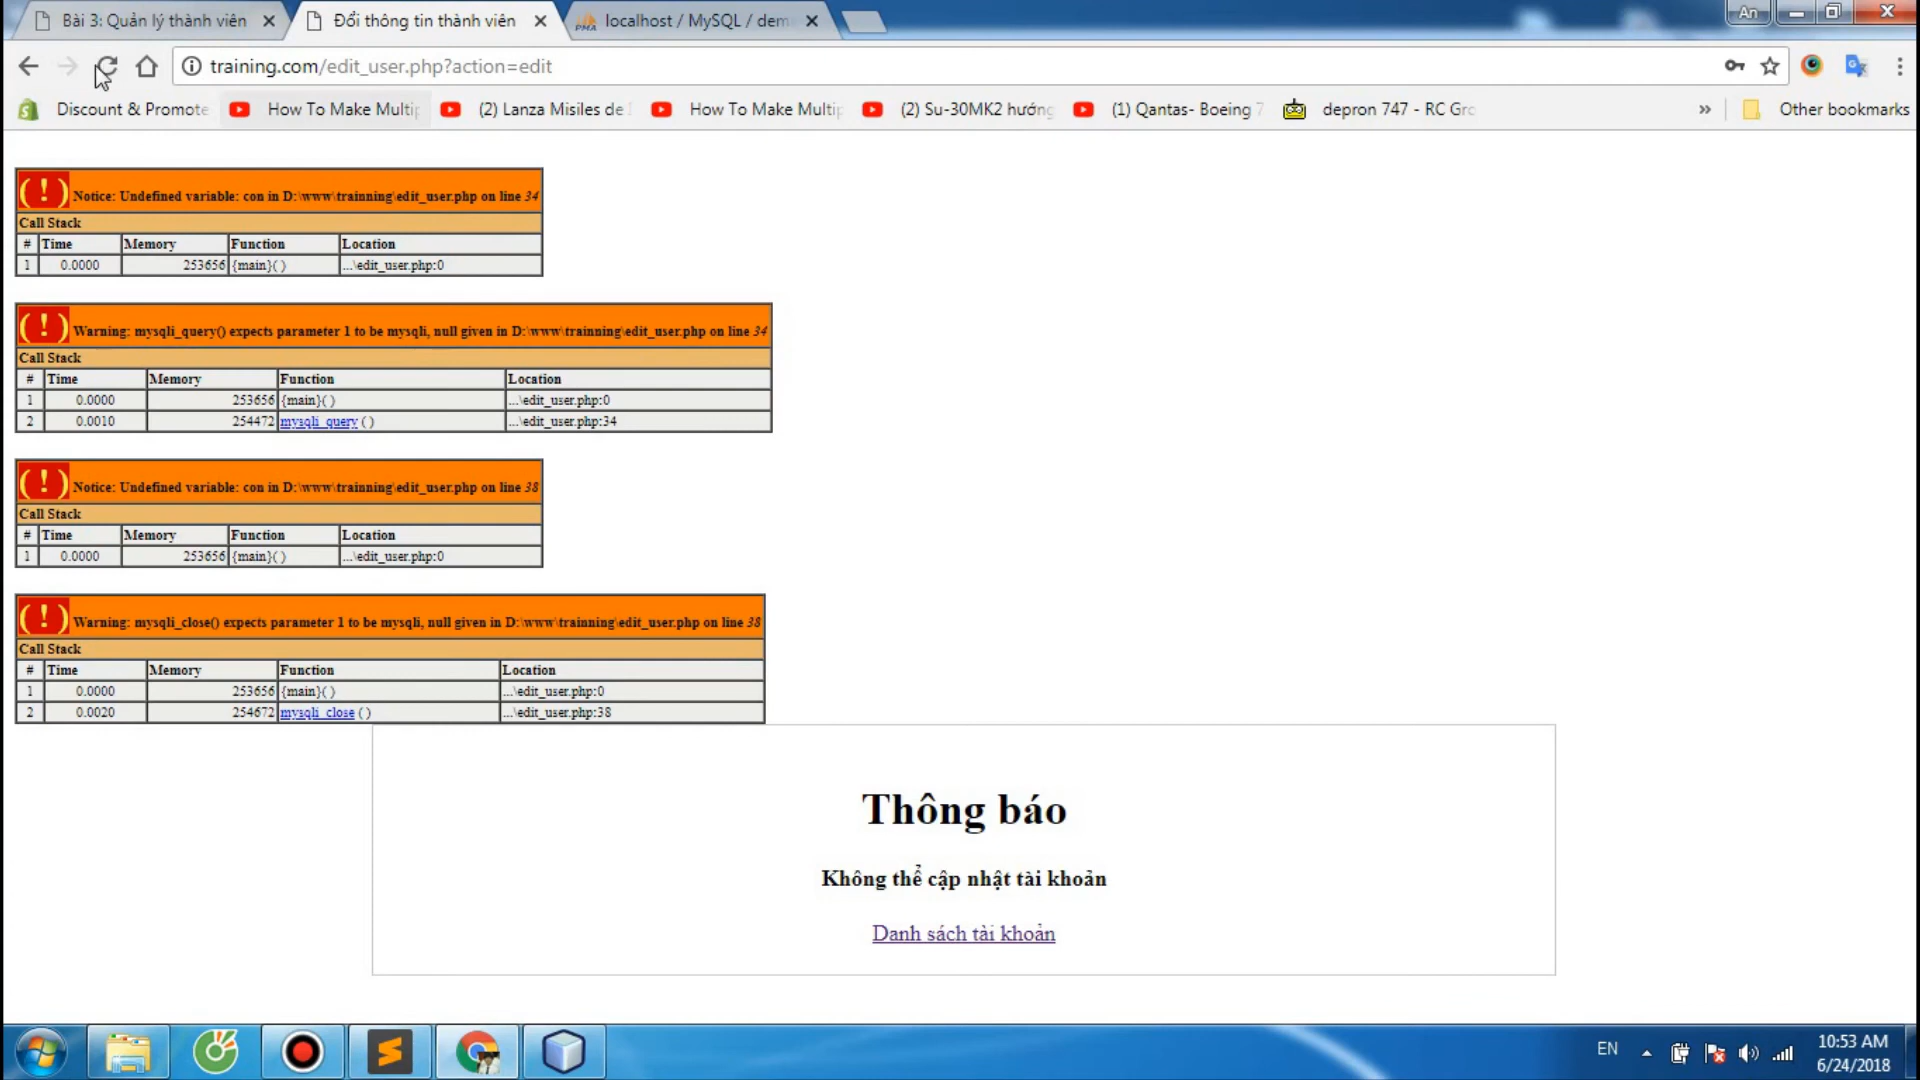 Bài 3: Quản lý thành viên
Đổi thông tin thành viên
localhost / MySQL / dem
An
training.com/edit_user.php?action=edit
Discount & Promote
How To Make Multip
(2) Lanza Misiles de
How To Make Multip
(2) Su-30MK2 hướng
(1) Qantas- Boeing 7
depron 747 - RC Gro
»
Other bookmarks
( ! ) Notice: Undefined variable: con in D:\www\trainning\edit_user.php on line 34
Call Stack
# Time Memory Function Location
1 0.0000 253656 {main}( ) ...\edit_user.php:0
( ! ) Warning: mysqli_query() expects parameter 1 to be mysqli, null given in D:\www\trainning\edit_user.php on line 34
Call Stack
# Time Memory Function Location
1 0.0000 253656 {main}( ) ...\edit_user.php:0
2 0.0010 254472 mysqli_query ( ) ...\edit_user.php:34
( ! ) Notice: Undefined variable: con in D:\www\trainning\edit_user.php on line 38
Call Stack
# Time Memory Function Location
1 0.0000 253656 {main}( ) ...\edit_user.php:0
( ! ) Warning: mysqli_close() expects parameter 1 to be mysqli, null given in D:\www\trainning\edit_user.php on line 38
Call Stack
# Time Memory Function Location
1 0.0000 253656 {main}( ) ...\edit_user.php:0
2 0.0020 254672 mysqli_close ( ) ...\edit_user.php:38
Thông báo
Không thể cập nhật tài khoản
Danh sách tài khoản
EN
10:53 AM
6/24/2018